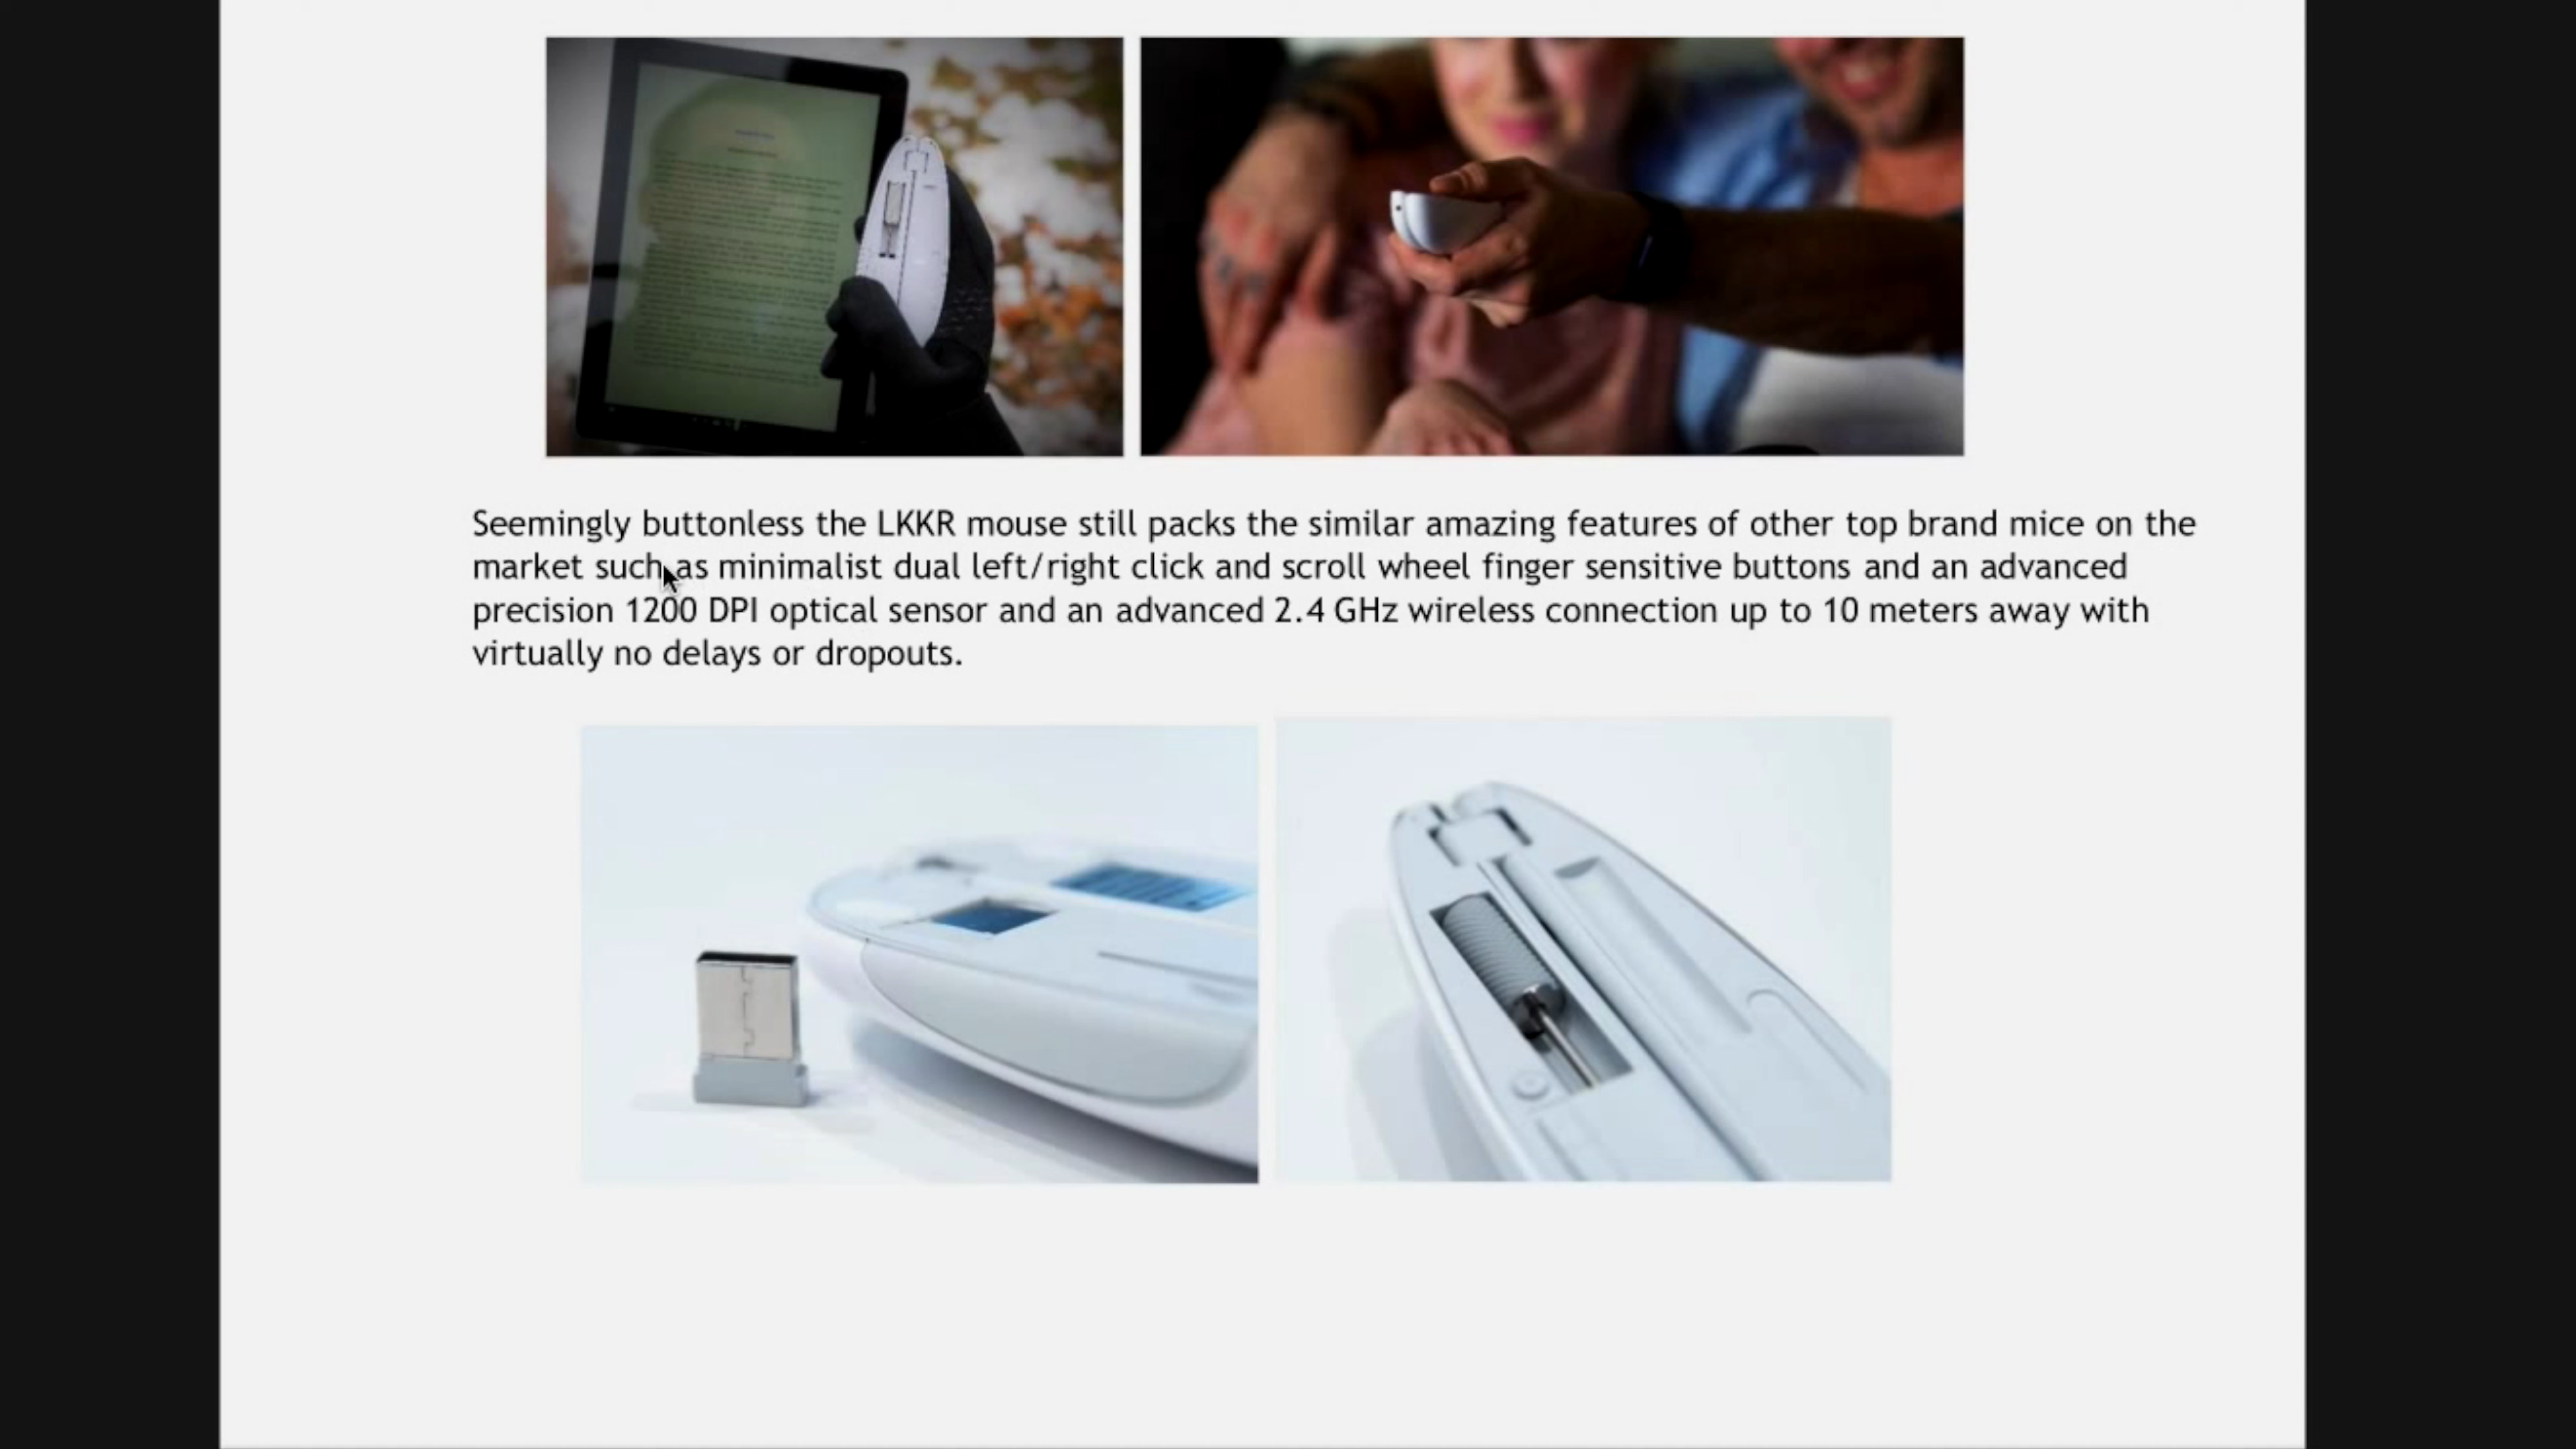 Seemingly buttonless the LKKR mouse still packs the similar amazing features of other top brand mice on the
market such as minimalist dual left/right click and scroll wheel finger sensitive buttons and an advanced
precision 1200 DPI optical sensor and an advanced 2.4 GHz wireless connection up to 10 meters away with
virtually no delays or dropouts.